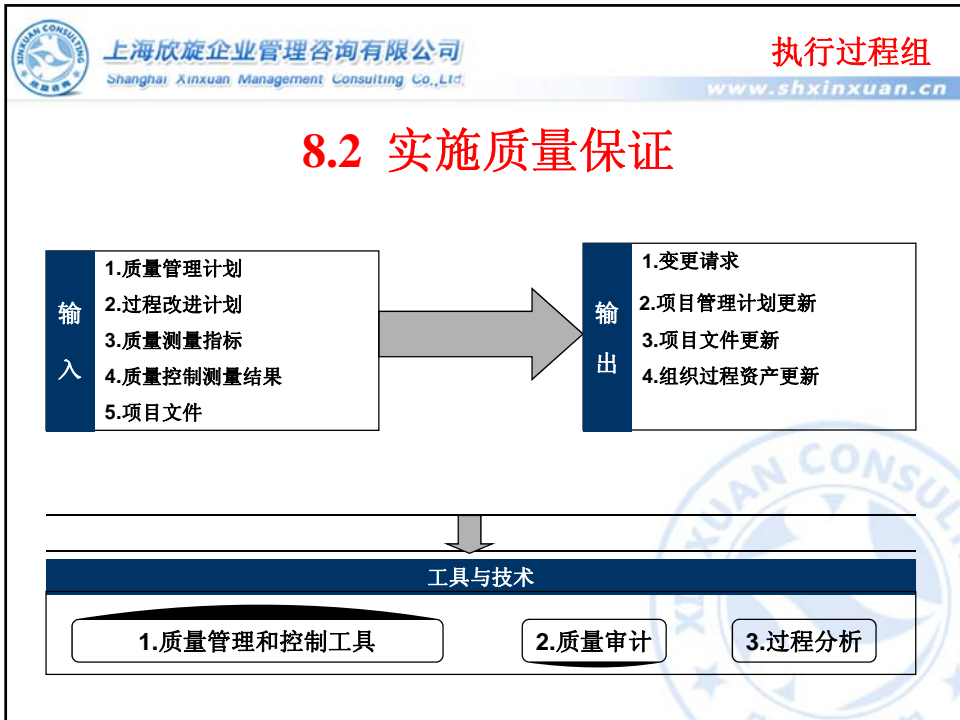 XINXUAN CONSULTING
欣旋咨询
上海欣旋企业管理咨询有限公司
Shanghai Xinxuan Management Consulting Co.,Ltd.
执行过程组
www.shxinxuan.cn
8.2 实施质量保证
输入
1.质量管理计划
2.过程改进计划
3.质量测量指标
4.质量控制测量结果
5.项目文件
输出
1.变更请求
2.项目管理计划更新
3.项目文件更新
4.组织过程资产更新
工具与技术
1.质量管理和控制工具
2.质量审计
3.过程分析